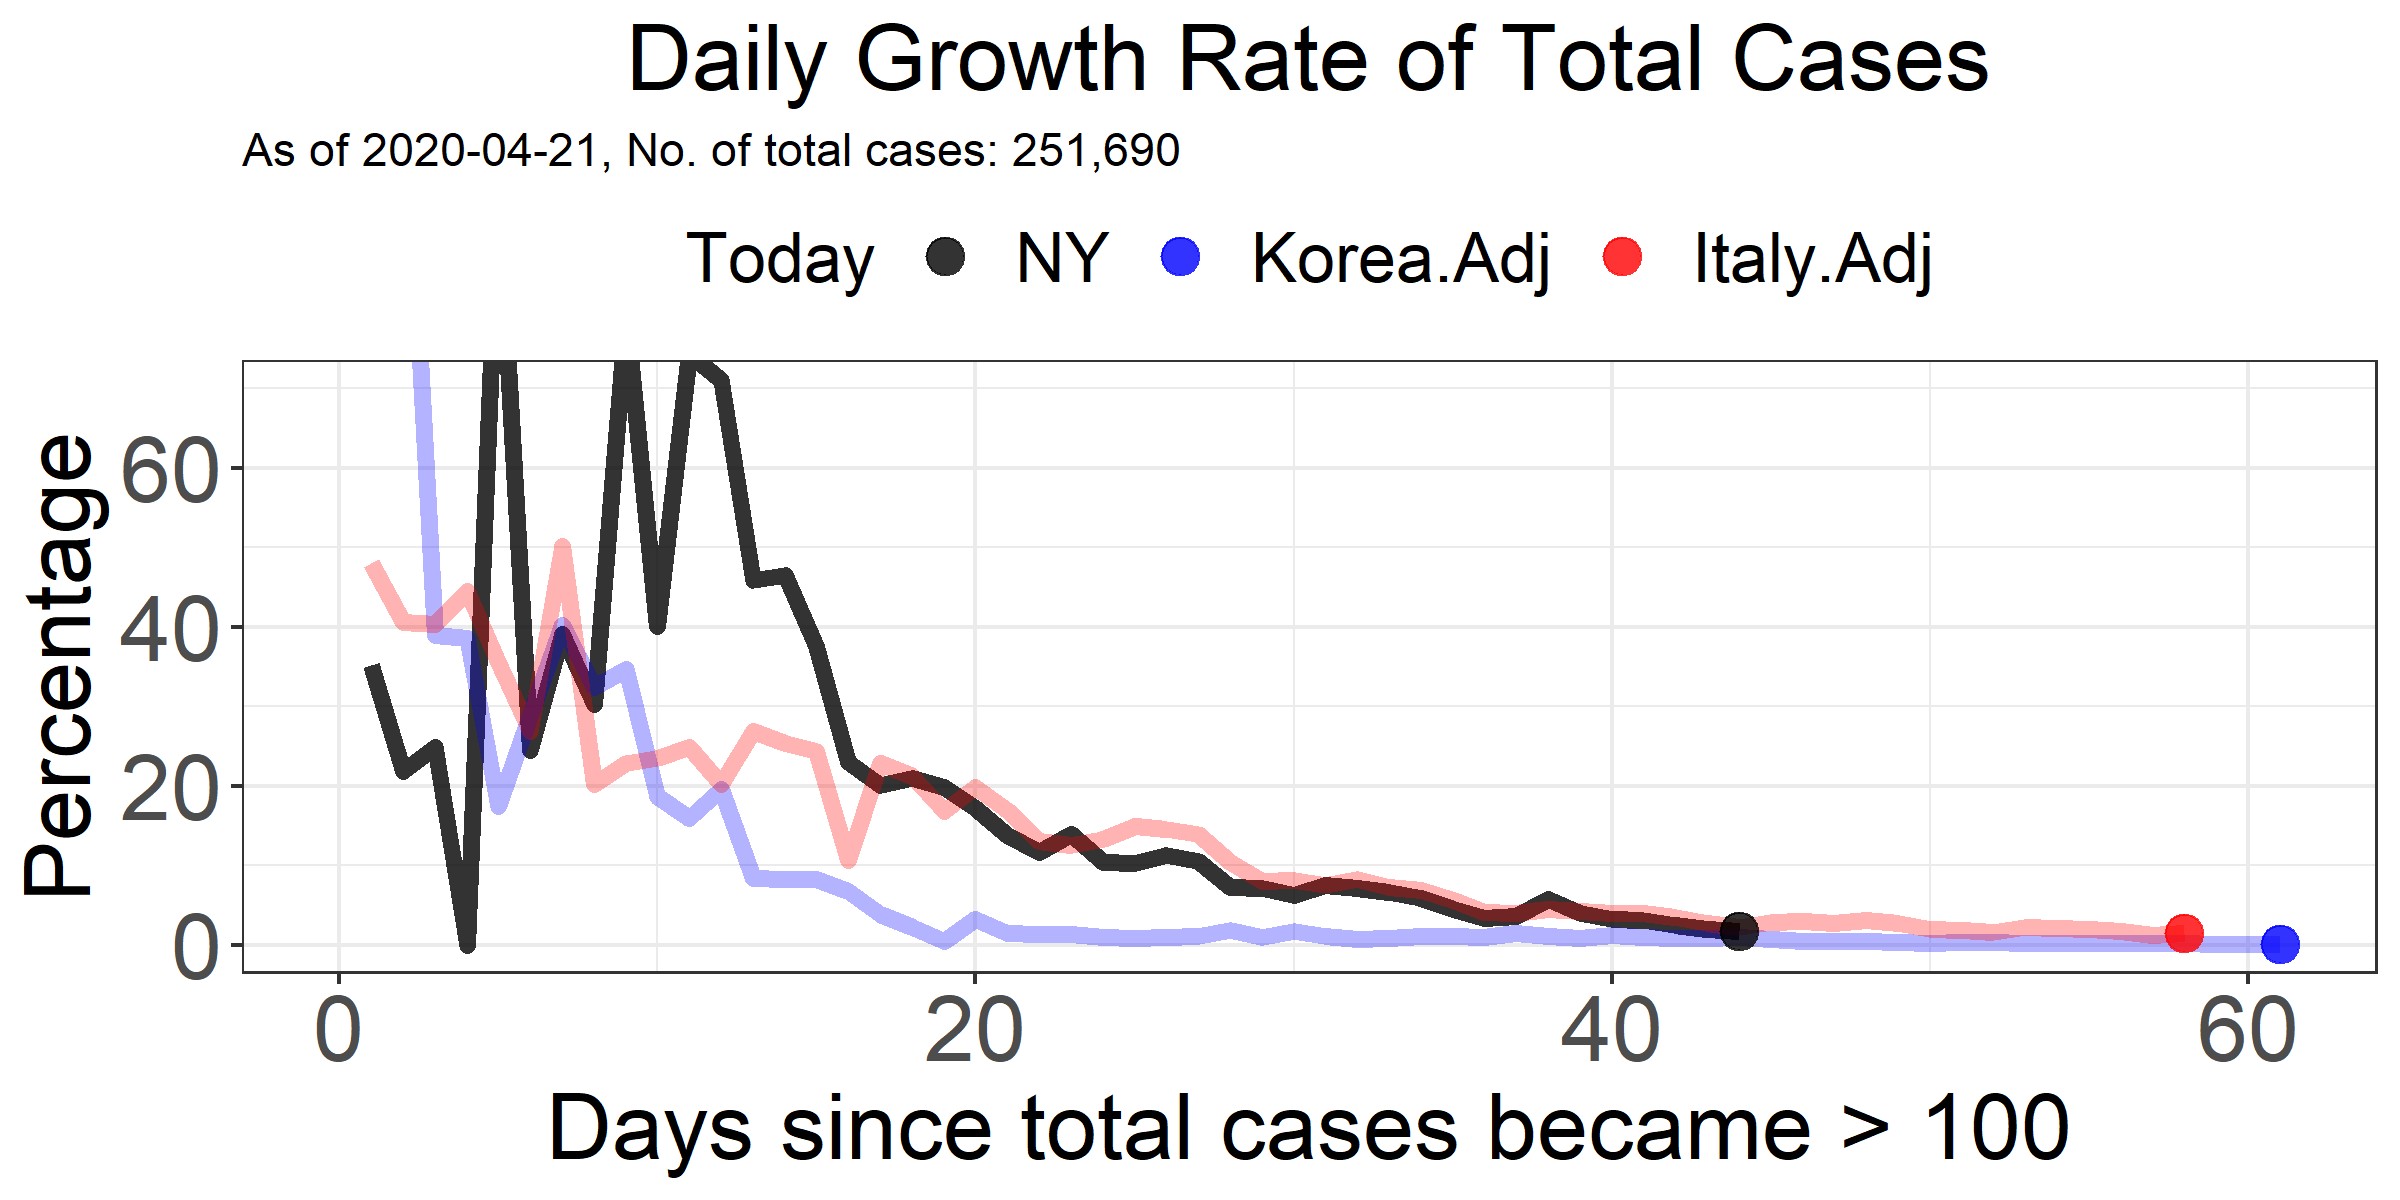 Daily Growth Rate of Total Cases
As of 2020-04-21, No. of total cases: 251,690
Today NY Korea.Adj Italy.Adj
Percentage
60
40
20
0
0 20 40 60
Days since total cases became > 100